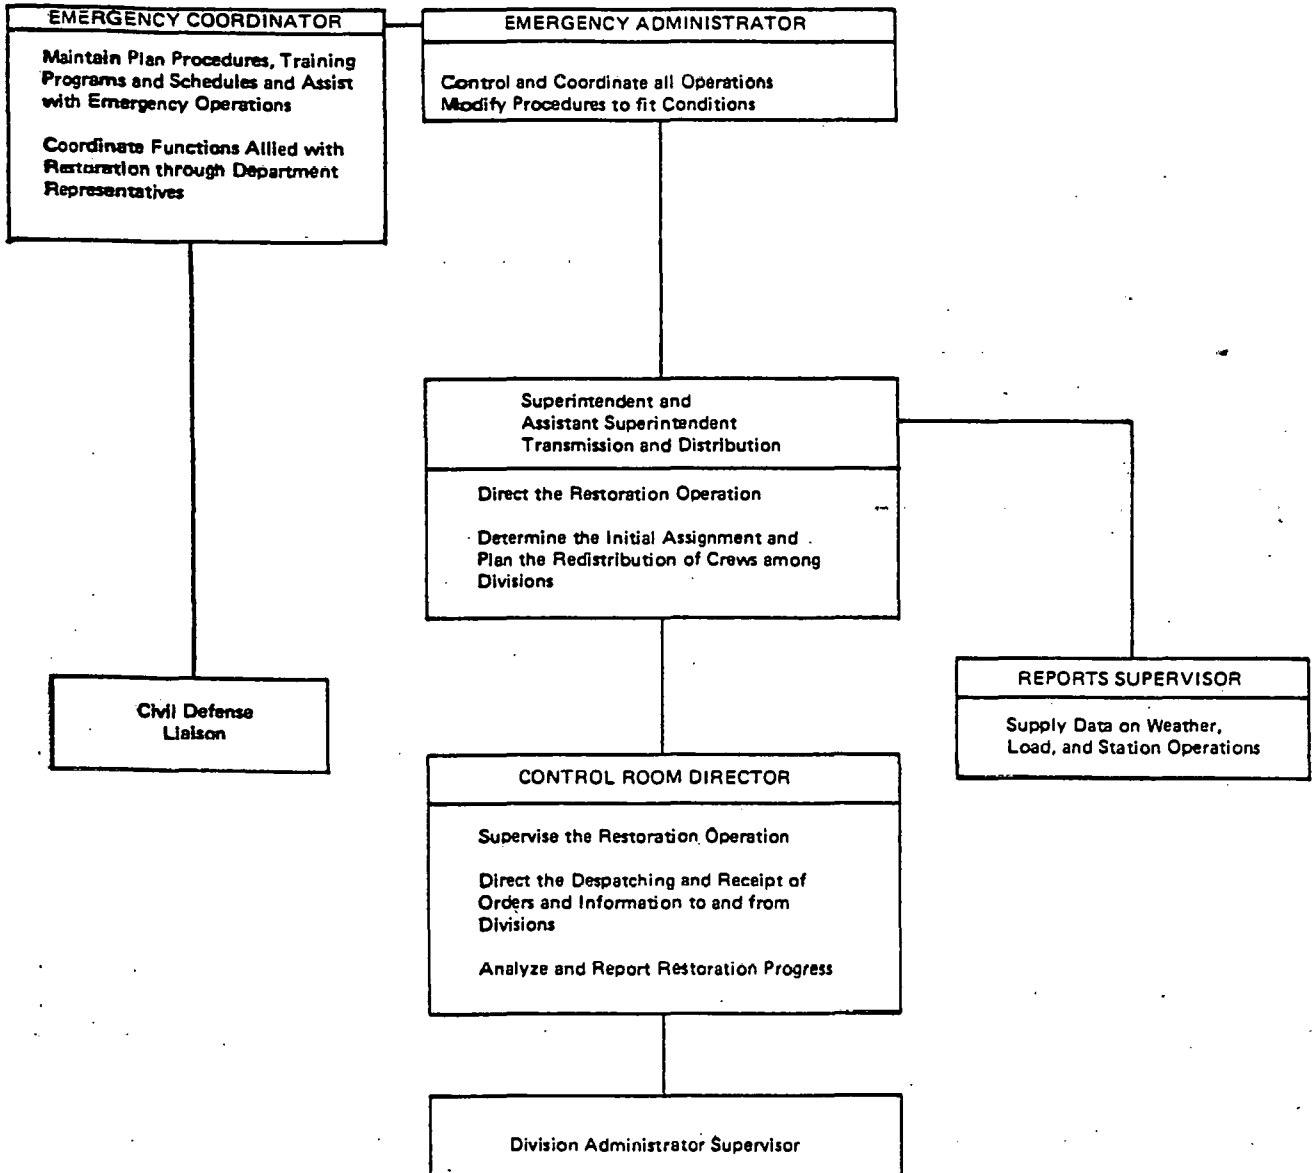 EMERGENCY COORDINATOR
Maintain Plan Procedures, Training
Programs and Schedules and Assist
with Emergency Operations
Coordinate Functions Allied with
Restoration through Department
Representatives
EMERGENCY ADMINISTRATOR
Control and Coordinate all Operations
Modify Procedures to fit Conditions
Superintendent and
Assistant Superintendent
Transmission and Distribution
Direct the Restoration Operation
Determine the Initial Assignment and
Plan the Redistribution of Crews among
Divisions
Civil Defense
Liaison
REPORTS SUPERVISOR
Supply Data on Weather,
Load, and Station Operations
CONTROL ROOM DIRECTOR
Supervise the Restoration Operation
Direct the Despatching and Receipt of
Orders and Information to and from
Divisions
Analyze and Report Restoration Progress
Division Administrator Supervisor